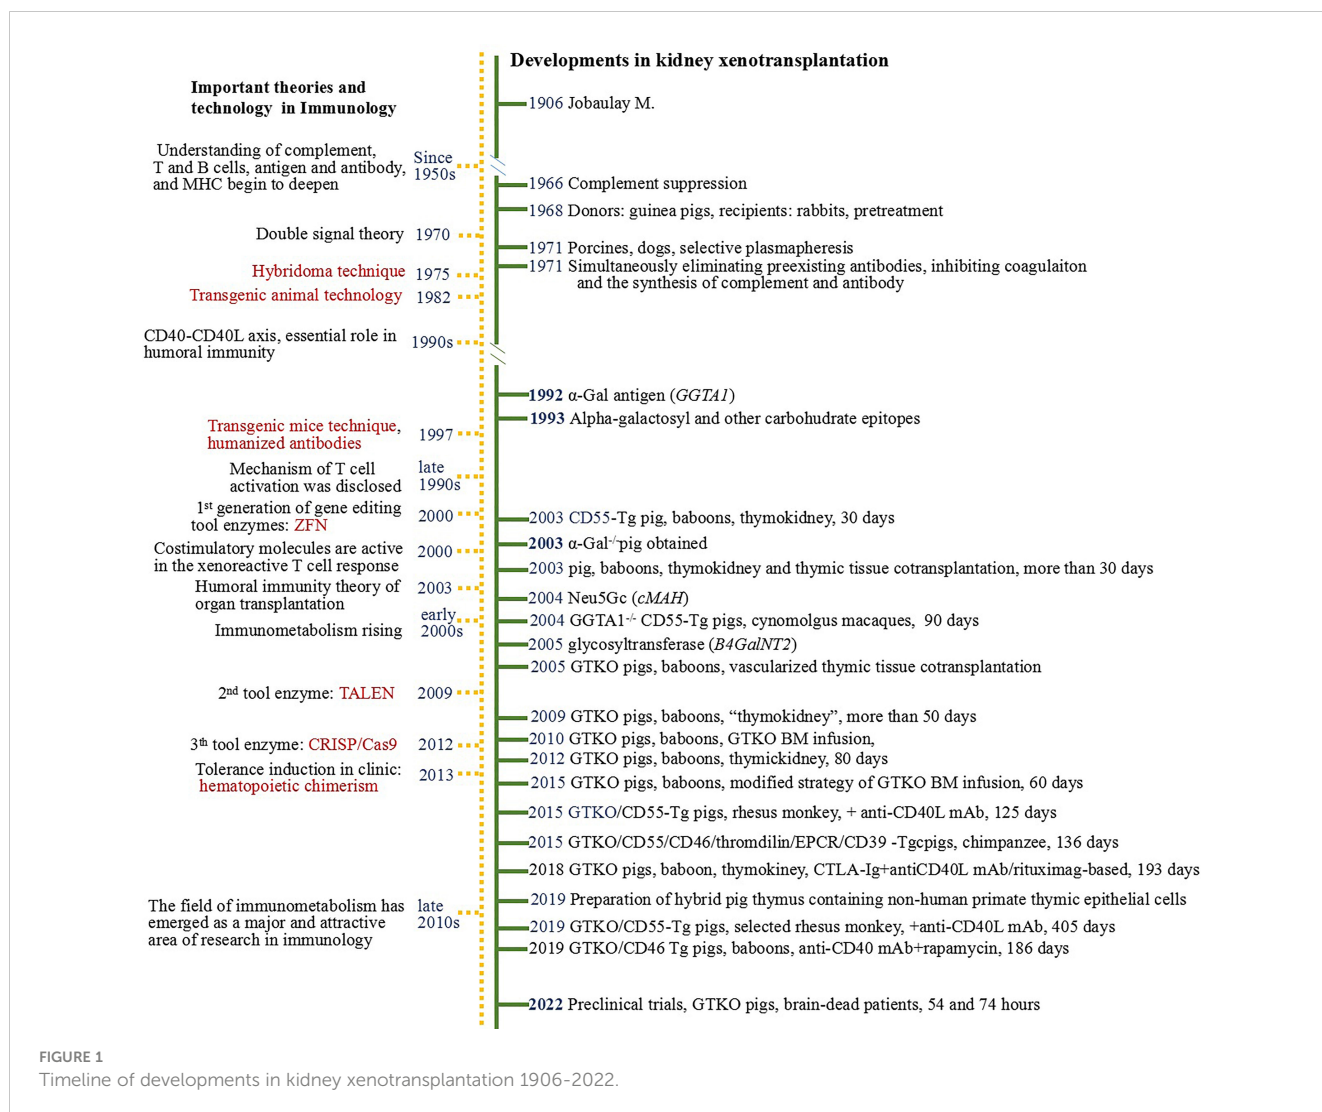 Developments in kidney xenotransplantation
Important theories and
technology in Immunology
1906 Jobaulay M.
Understanding of complement,
T and B cells, antigen and antibody,
and MHC begin to deepen
Since
1950s
1966 Complement suppression
1968 Donors: guinea pigs, recipients: rabbits, pretreatment
Double signal theory 1970
1971 Porcines, dogs, selective plasmapheresis
1971 Simultaneously eliminating preexisting antibodies, inhibiting coagulaiton
and the synthesis of complement and antibody
Hybridoma technique 1975
Transgenic animal technology 1982
CD40-CD40L axis, essential role in
humoral immunity
1990s
1992 α-Gal antigen (GGTA1)
1993 Alpha-galactosyl and other carbohudrate epitopes
Transgenic mice technique,
humanized antibodies
1997
Mechanism of T cell
activation was disclosed
late
1990s
1st generation of gene editing
tool enzymes: ZFN
2000
2003 CD55-Tg pig, baboons, thymokidney, 30 days
2003 α-Gal-/-pig obtained
Costimulatory molecules are active
in the xenoreactive T cell response
2000
2003 pig, baboons, thymokidney and thymic tissue cotransplantation, more than 30 days
Humoral immunity theory of
organ transplantation
2003
2004 Neu5Gc (cMAH)
2004 GGTA1-/- CD55-Tg pigs, cynomolgus macaques, 90 days
Immunometabolism rising
early
2000s
2005 glycosyltransferase (B4GalNT2)
2005 GTKO pigs, baboons, vascularized thymic tissue cotransplantation
2nd tool enzyme: TALEN 2009
2009 GTKO pigs, baboons, “thymokidney”, more than 50 days
2010 GTKO pigs, baboons, GTKO BM infusion,
3th tool enzyme: CRISP/Cas9 2012
2012 GTKO pigs, baboons, thymickidney, 80 days
Tolerance induction in clinic:
hematopoietic chimerism
2013
2015 GTKO pigs, baboons, modified strategy of GTKO BM infusion, 60 days
2015 GTKO/CD55-Tg pigs, rhesus monkey, + anti-CD40L mAb, 125 days
2015 GTKO/CD55/CD46/thromdilin/EPCR/CD39 -Tgcpigs, chimpanzee, 136 days
2018 GTKO pigs, baboon, thymokiney, CTLA-Ig+antiCD40L mAb/rituximag-based, 193 days
2019 Preparation of hybrid pig thymus containing non-human primate thymic epithelial cells
The field of immunometabolism has
emerged as a major and attractive
area of research in immunology
late
2010s
2019 GTKO/CD55-Tg pigs, selected rhesus monkey, +anti-CD40L mAb, 405 days
2019 GTKO/CD46 Tg pigs, baboons, anti-CD40 mAb+rapamycin, 186 days
2022 Preclinical trials, GTKO pigs, brain-dead patients, 54 and 74 hours
FIGURE 1
Timeline of developments in kidney xenotransplantation 1906-2022.